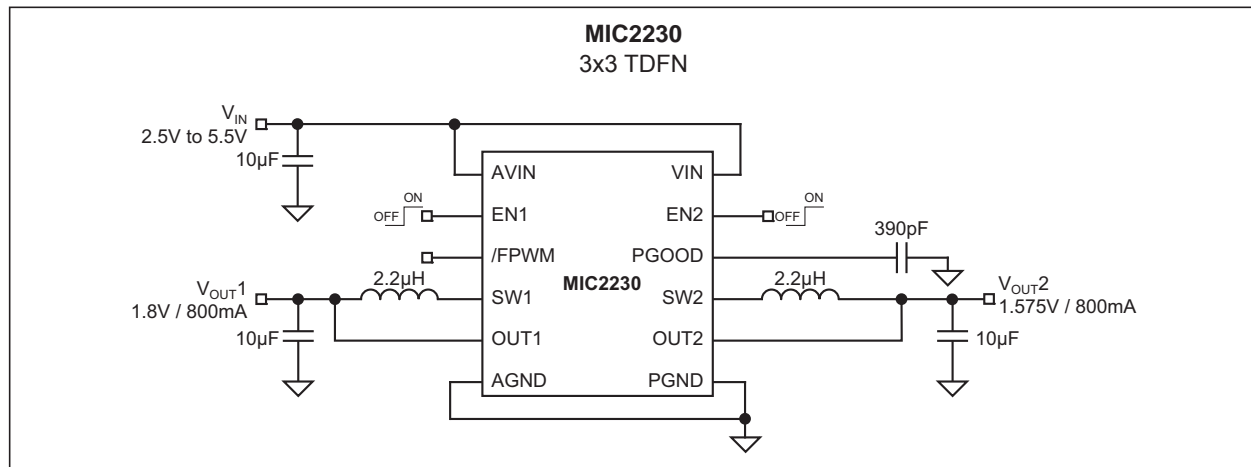 MIC2230
3x3 TDFN
VIN
2.5V to 5.5V
10µF
AVIN
VIN
ON
OFF
EN1
EN2
ON
OFF
/FPWM
PGOOD
390pF
MIC2230
2.2µH
2.2µH
VOUT1
1.8V / 800mA
SW1
SW2
VOUT2
1.575V / 800mA
10µF
OUT1
OUT2
10µF
AGND
PGND